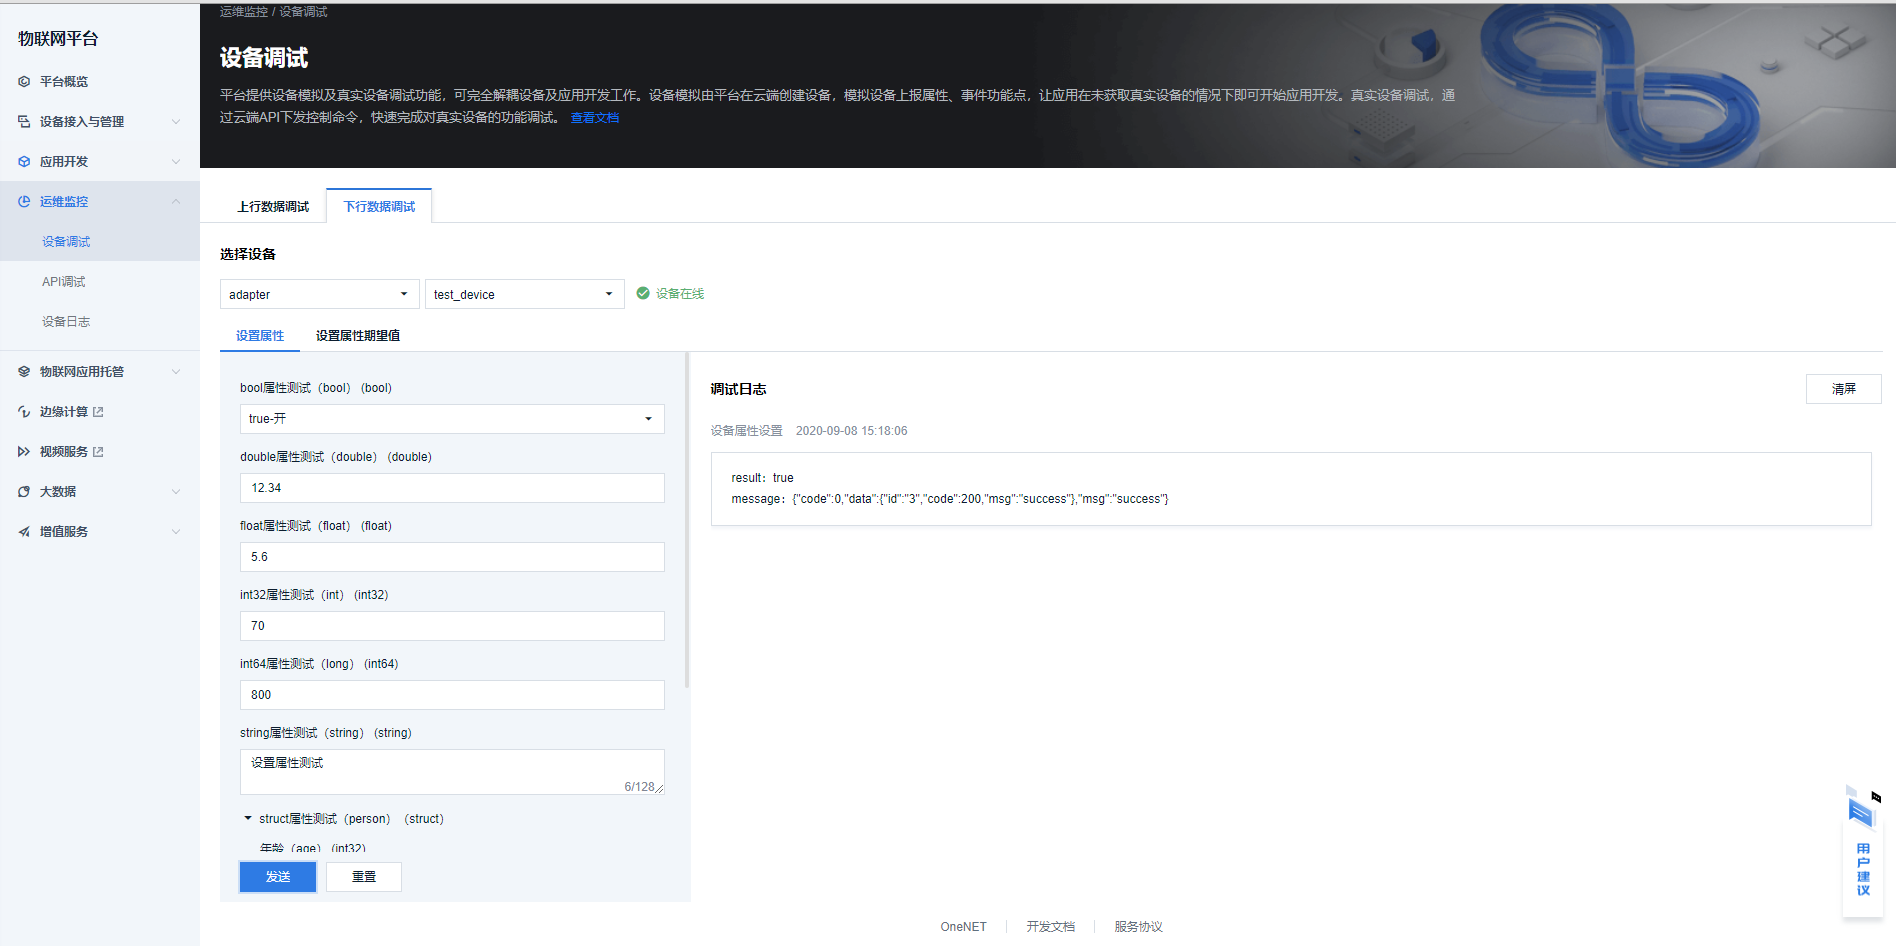 物联网平台
平台概览
设备接入与管理
应用开发
运维监控
设备调试
API调试
设备日志
物联网应用托管
边缘计算
视频服务
大数据
增值服务
运维监控 / 设备调试
设备调试
平台提供设备模拟及真实设备调试功能，可完全解耦设备及应用开发工作。设备模拟由平台在云端创建设备，模拟设备上报属性、事件功能点，让应用在未获取真实设备的情况下即可开始应用开发。真实设备调试，通
过云端API下发控制命令，快速完成对真实设备的功能调试。 查看文档
上行数据调试 下行数据调试
选择设备
adapter test_device 设备在线
设置属性 设置属性期望值
bool属性测试（bool）（bool）
true-开
double属性测试（double）（double）
12.34
float属性测试（float）（float）
5.6
int32属性测试（int）（int32）
70
int64属性测试（long）（int64）
800
string属性测试（string）（string）
设置属性测试
6/128
struct属性测试（person）（struct）
年龄（age）（int32）
发送 重置
调试日志 清屏
设备属性设置 2020-09-08 15:18:06
result：true
message：{"code":0,"data":{"id":"3","code":200,"msg":"success"},"msg":"success"}
用户建议
OneNET 开发文档 服务协议